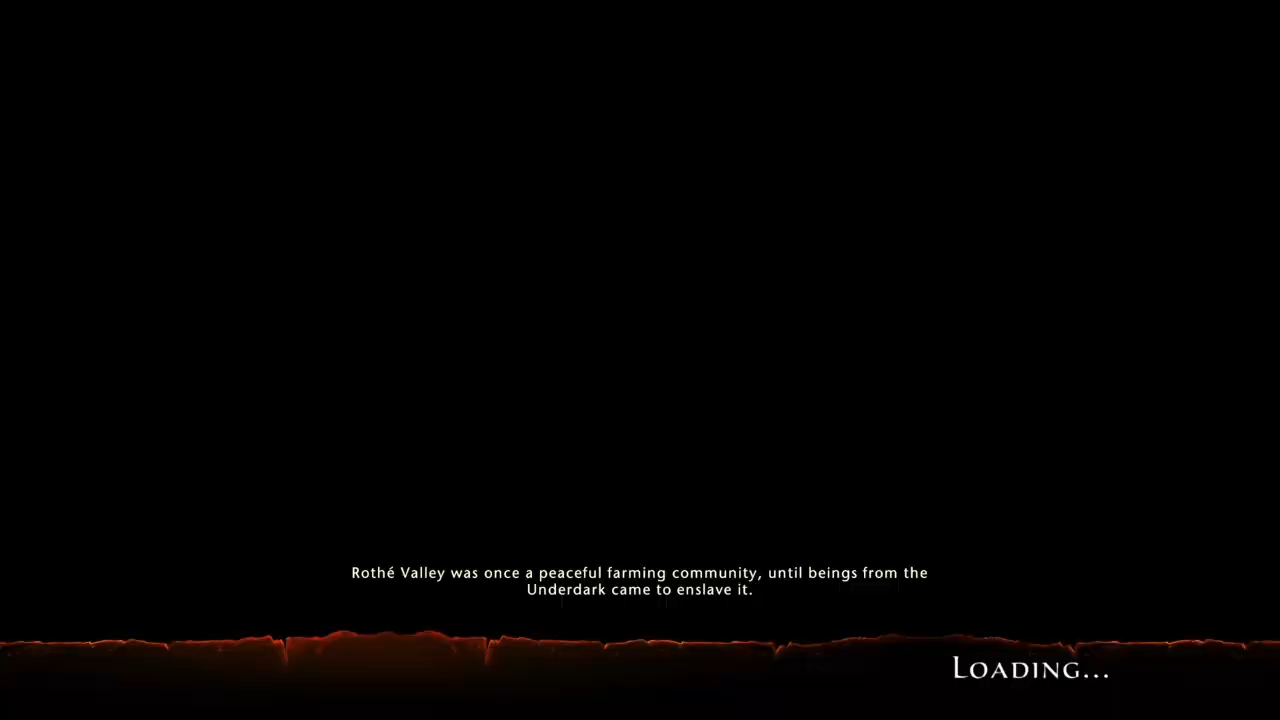 Rothé Valley was once a peaceful farming community, until beings from the
Underdark came to enslave it.
LOADING...